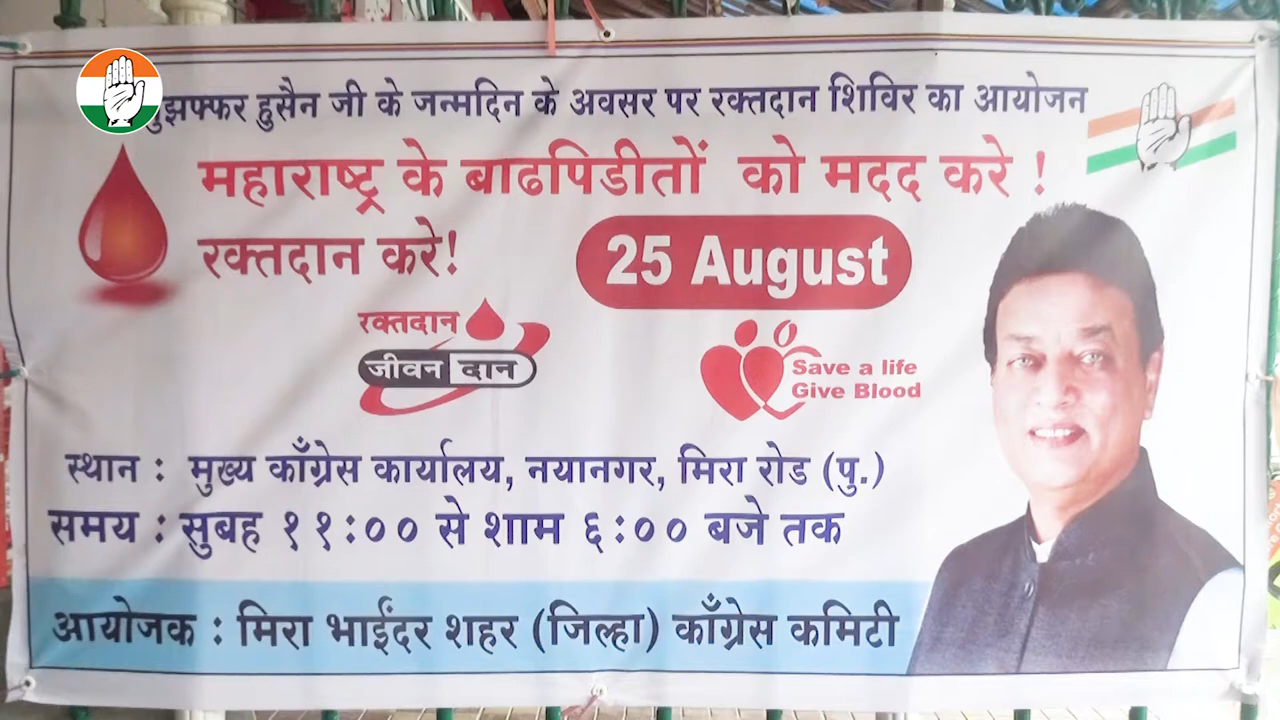 हुसैन जी के जन्मदिन के अवसर पर रक्तदान शिविर का आयोजन
महाराष्ट्र के बाढपिडीतों को मदद करे !
रक्तदान करे!
25 August
रक्तदान
जीवन दान
Save a life
Give Blood
स्थान : मुख्य काँग्रेस कार्यालय, नयानगर, मिरा रोड (पु.)
समय : सुबह ११:०० से शाम ६:०० बजे तक
आयोजक : मिरा भाईंदर शहर (जिल्हा) काँग्रेस कमिटी